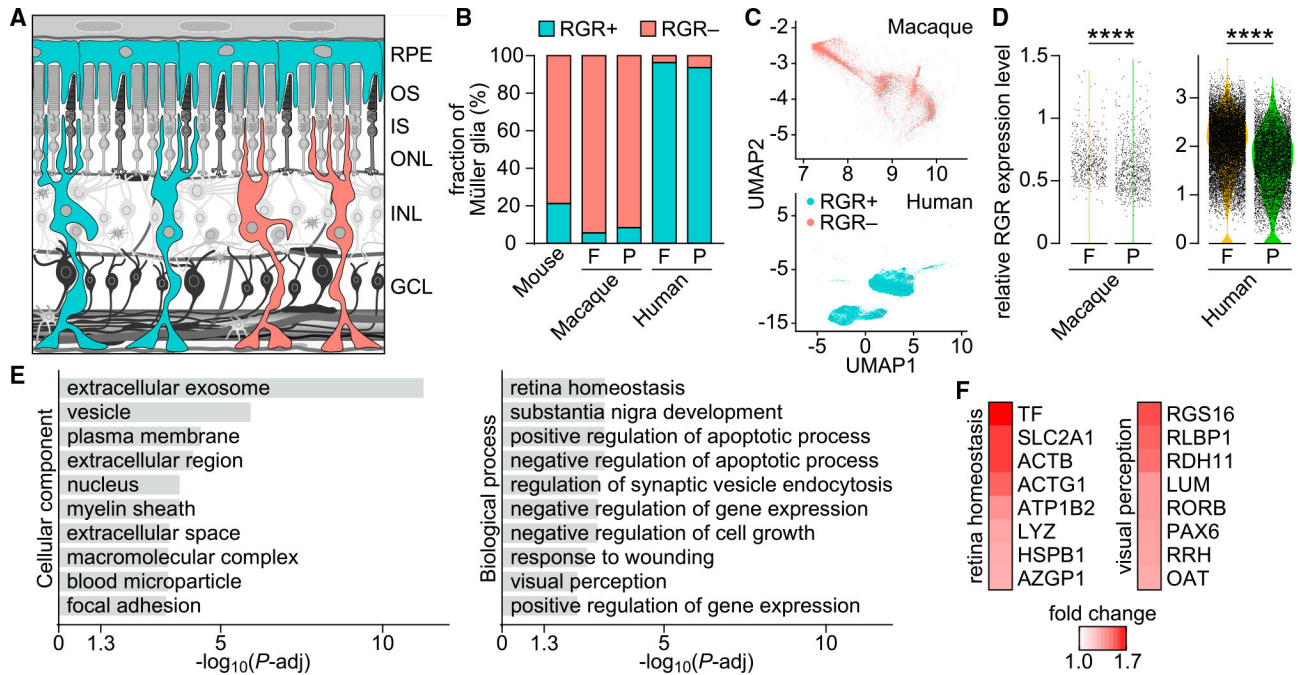 A
RPE
OS
IS
ONL
INL
GCL
B
RGR+ RGR–
fraction of
Müller glia (%)
100
80
60
40
20
0
F P F P
Mouse
Macaque
Human
C
Macaque
-2
-3
-4
-5
7 8 9 10
UMAP2
Human
RGR+
RGR–
5
-5
-15
-5 0 5 10
UMAP1
D
relative RGR expression level
**** ****
1.5
1.0
0.5
0
F P
Macaque
3
2
1
0
F P
Human
E
Cellular component
extracellular exosome
vesicle
plasma membrane
extracellular region
nucleus
myelin sheath
extracellular space
macromolecular complex
blood microparticle
focal adhesion
0 1.3 5 10
-log10(P-adj)
Biological process
retina homeostasis
substantia nigra development
positive regulation of apoptotic process
negative regulation of apoptotic process
regulation of synaptic vesicle endocytosis
negative regulation of gene expression
negative regulation of cell growth
response to wounding
visual perception
positive regulation of gene expression
0 1.3 5 10
-log10(P-adj)
F
retina homeostasis
TF
SLC2A1
ACTB
ACTG1
ATP1B2
LYZ
HSPB1
AZGP1
visual perception
RGS16
RLBP1
RDH11
LUM
RORB
PAX6
RRH
OAT
fold change
1.0 1.7